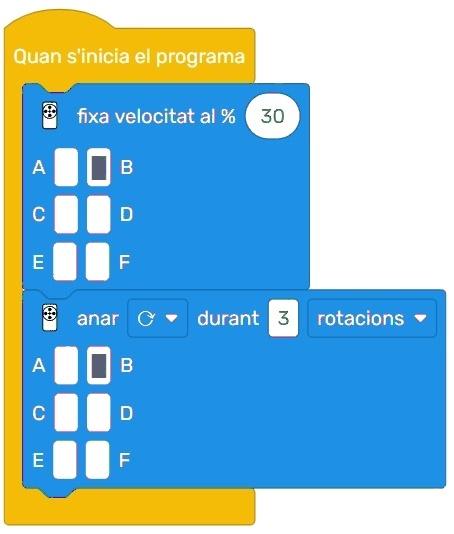 Quan s'inicia el programa
fixa velocitat al % 30
A B
C D
E F
anar durant 3 rotacions
A B
C D
E F